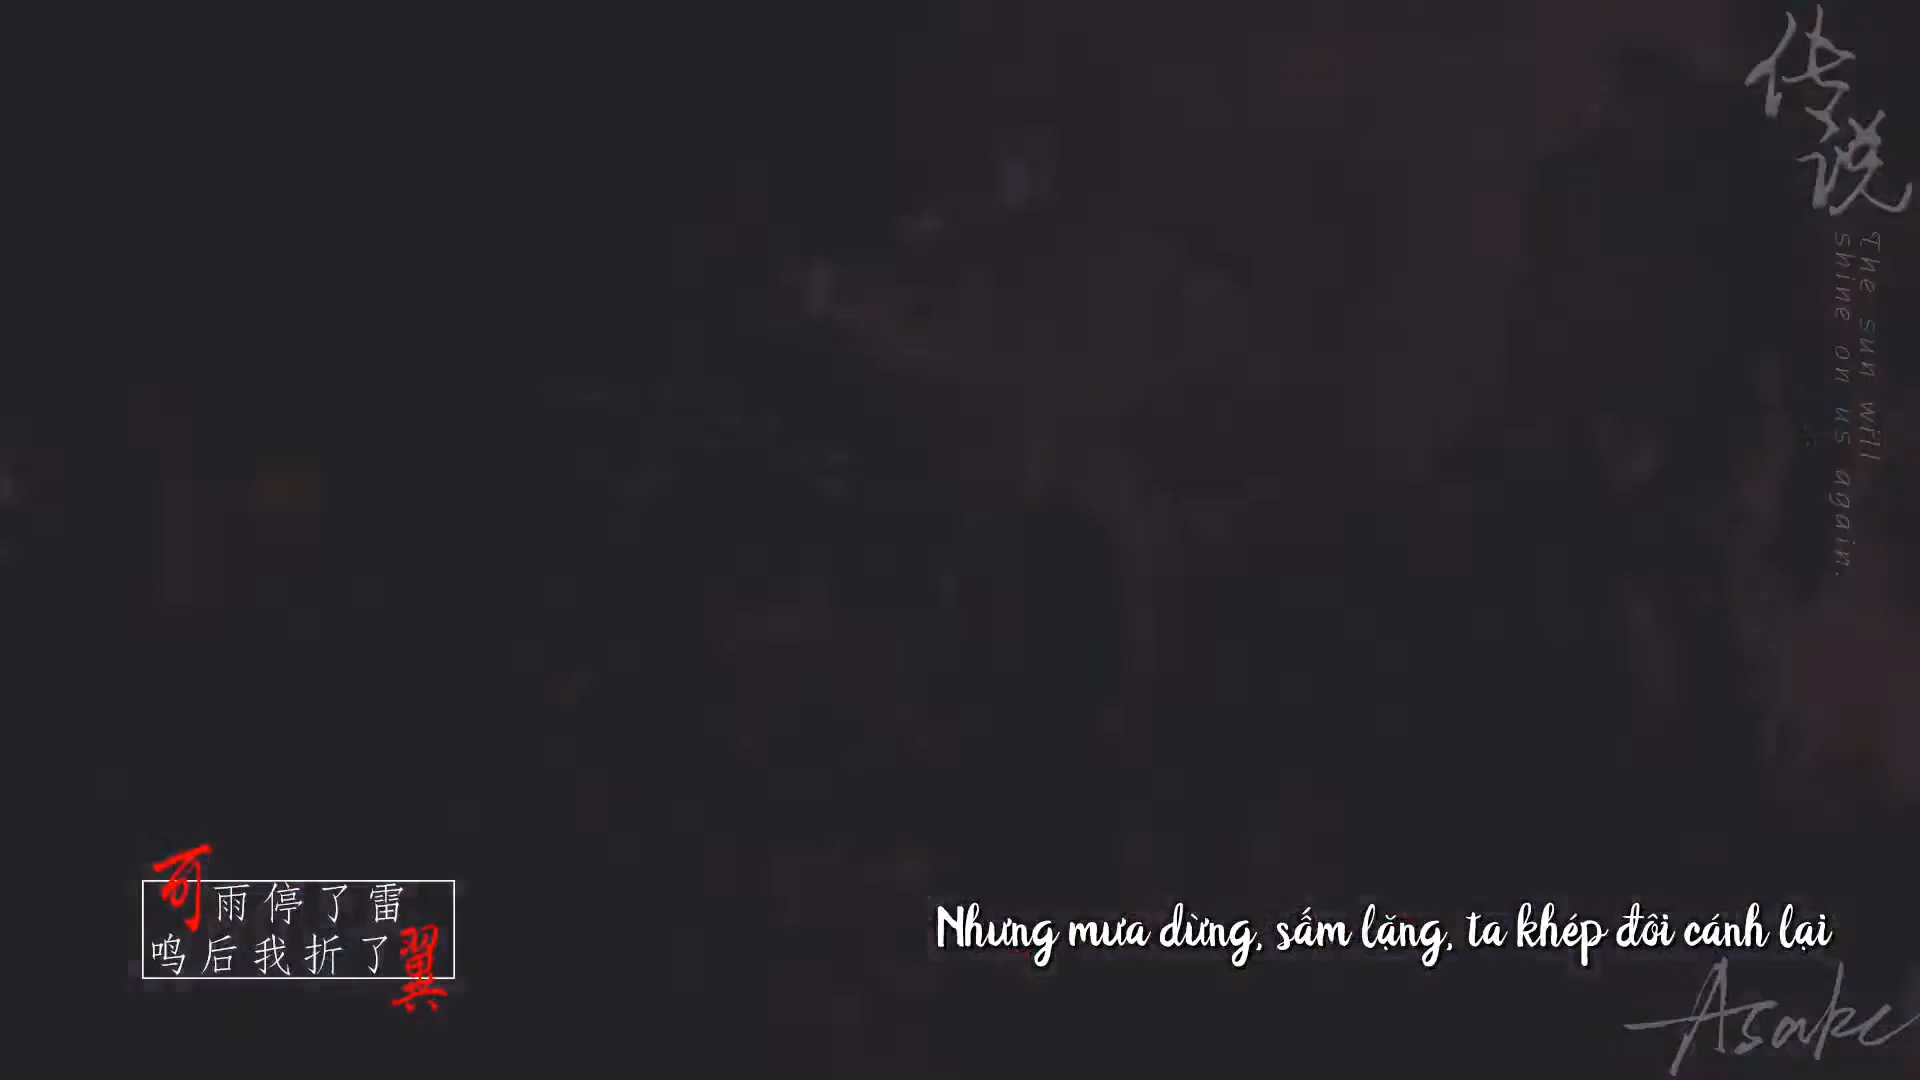 传说
The sun will
shine on us again.
可雨停了雷
鸣后我折了翼
Nhưng mưa dừng, sấm lặng, ta khép đôi cánh lại
Asake